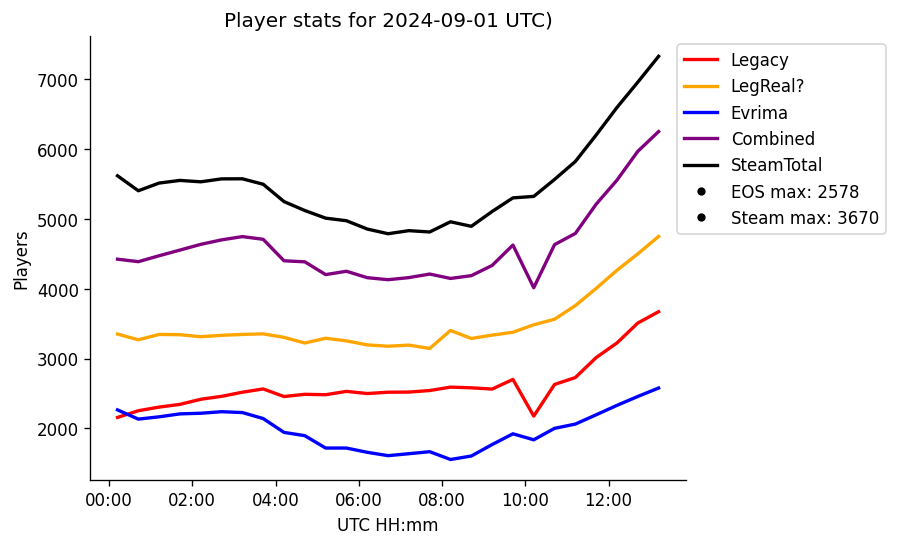 Player stats for 2024-09-01 UTC)
Legacy
LegReal?
Evrima
Combined
SteamTotal
EOS max: 2578
Steam max: 3670
Players
7000
6000
5000
4000
3000
2000
00:00 02:00 04:00 06:00 08:00 10:00 12:00
UTC HH:mm